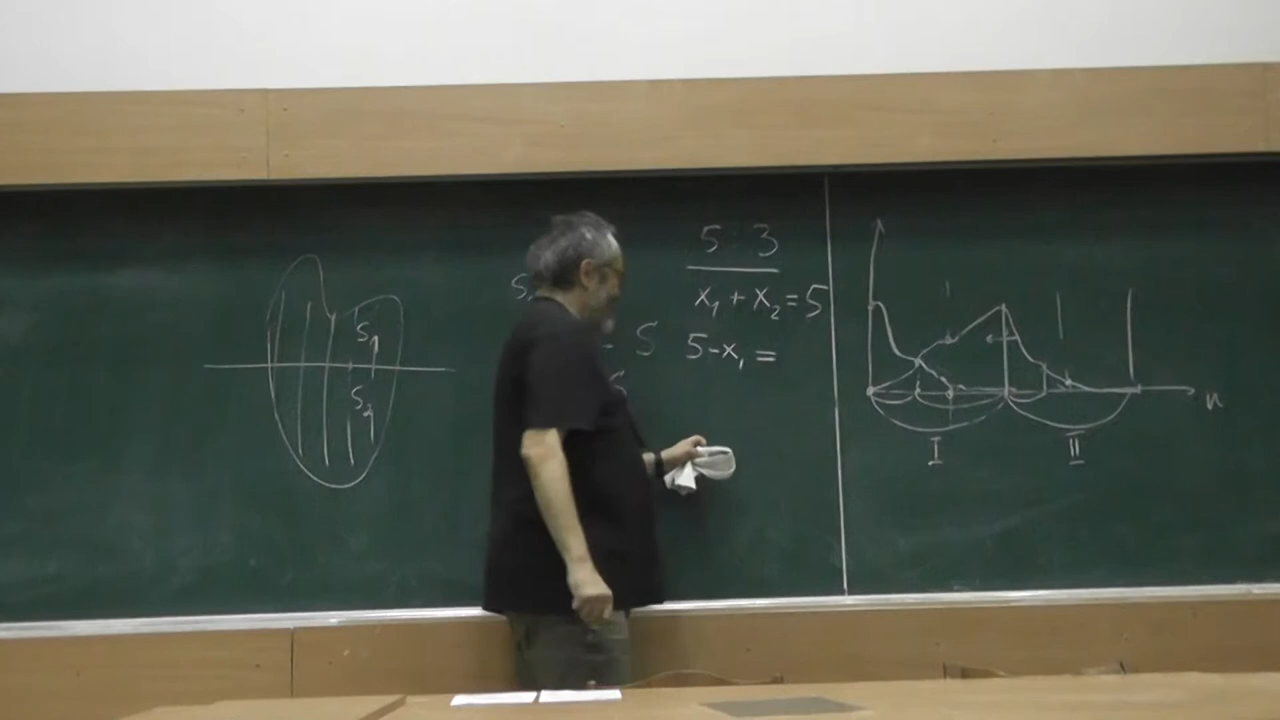 S₁
S₂
S
5 3
x₁ + x₂ = 5
5 - x₁ =
I
II
n